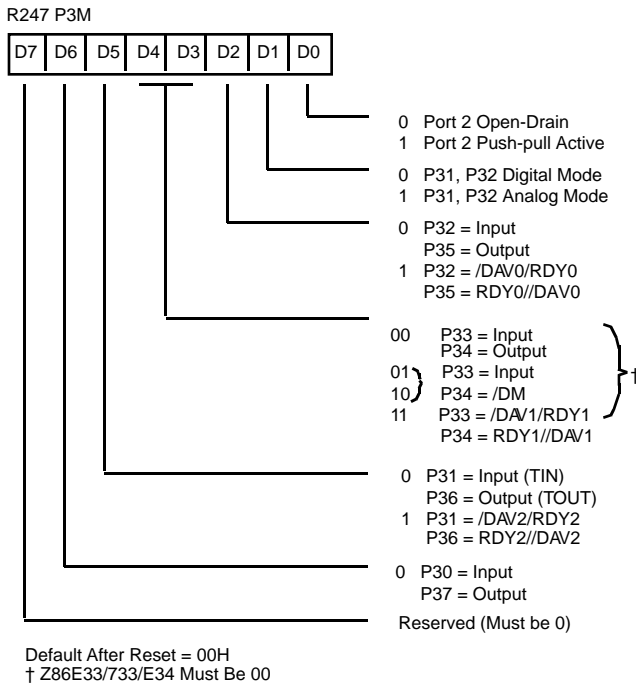 R247 P3M
D7 D6 D5 D4 D3 D2 D1 D0
0 Port 2 Open-Drain
1 Port 2 Push-pull Active
0 P31, P32 Digital Mode
1 P31, P32 Analog Mode
0 P32 = Input
P35 = Output
1 P32 = /DAV0/RDY0
P35 = RDY0//DAV0
00 P33 = Input
P34 = Output
01 P33 = Input
10 P34 = /DM
†
11 P33 = /DAV1/RDY1
P34 = RDY1//DAV1
0 P31 = Input (TIN)
P36 = Output (TOUT)
1 P31 = /DAV2/RDY2
P36 = RDY2//DAV2
0 P30 = Input
P37 = Output
Reserved (Must be 0)
Default After Reset = 00H
† Z86E33/733/E34 Must Be 00